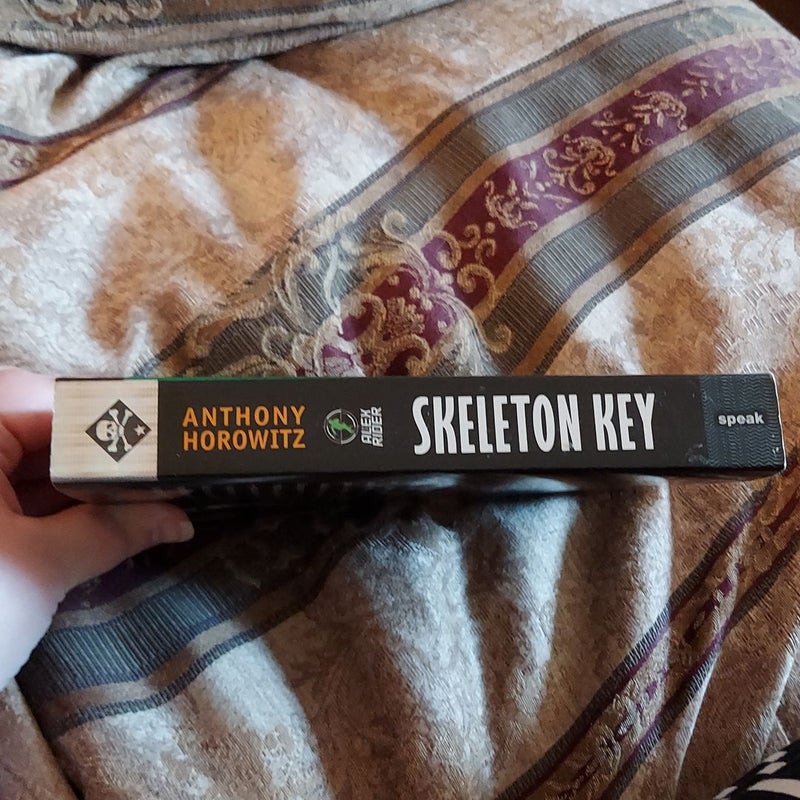 ANTHONY
HOROWITZ
ALEX
RIDER
SKELETON KEY
speak